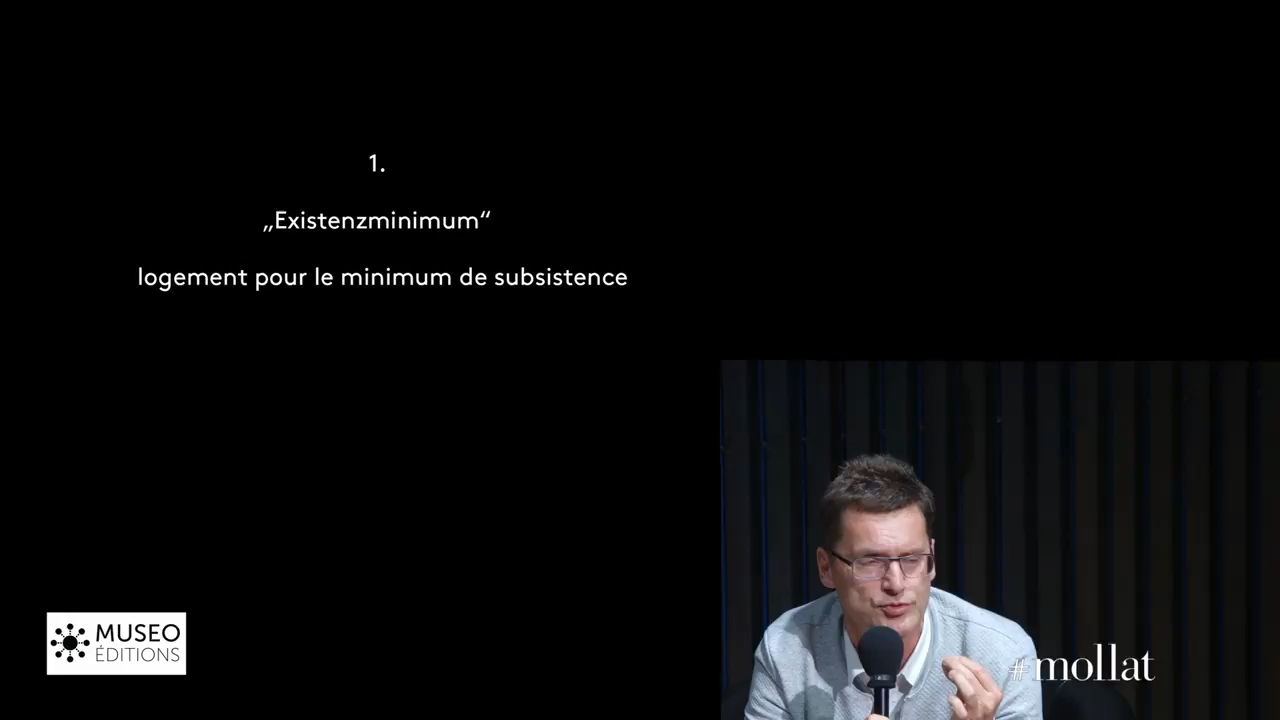 1.
„Existenzminimum“
logement pour le minimum de subsistence
MUSEO
ÉDITIONS
#mollat